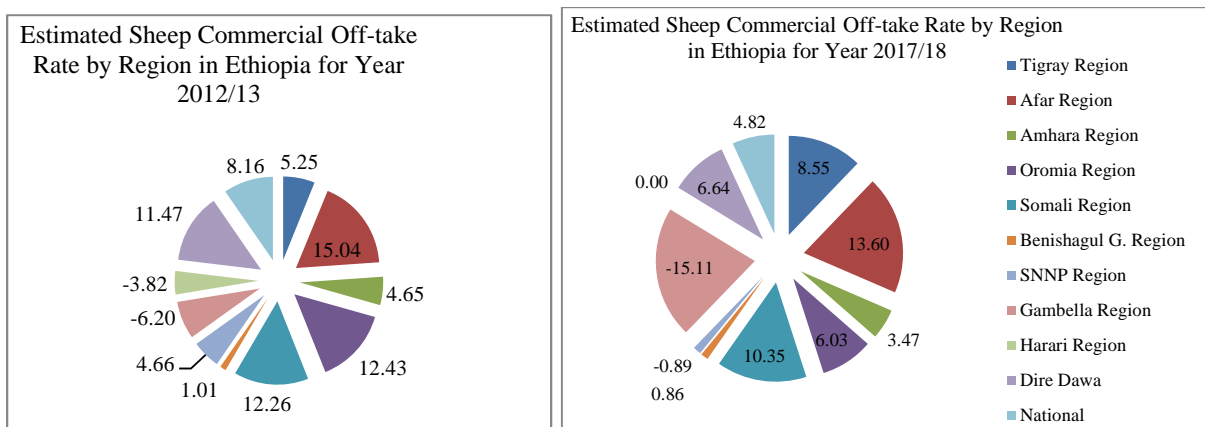 Estimated Sheep Commercial Off-take
Rate by Region in Ethiopia for Year
2012/13
8.16
5.25
11.47
15.04
-3.82
4.65
-6.20
4.66
12.43
1.01
12.26
Estimated Sheep Commercial Off-take Rate by Region
in Ethiopia for Year 2017/18
4.82
8.55
0.00
6.64
13.60
-15.11
3.47
6.03
-0.89
10.35
0.86
Tigray Region
Afar Region
Amhara Region
Oromia Region
Somali Region
Benishagul G. Region
SNNP Region
Gambella Region
Harari Region
Dire Dawa
National